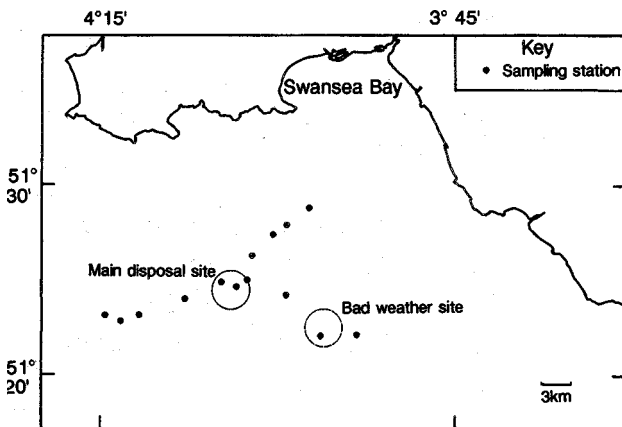 4° 15'
3° 45'
Key
Sampling station
Swansea Bay
51°
30'
Main disposal site
Bad weather site
51°
20'
3km